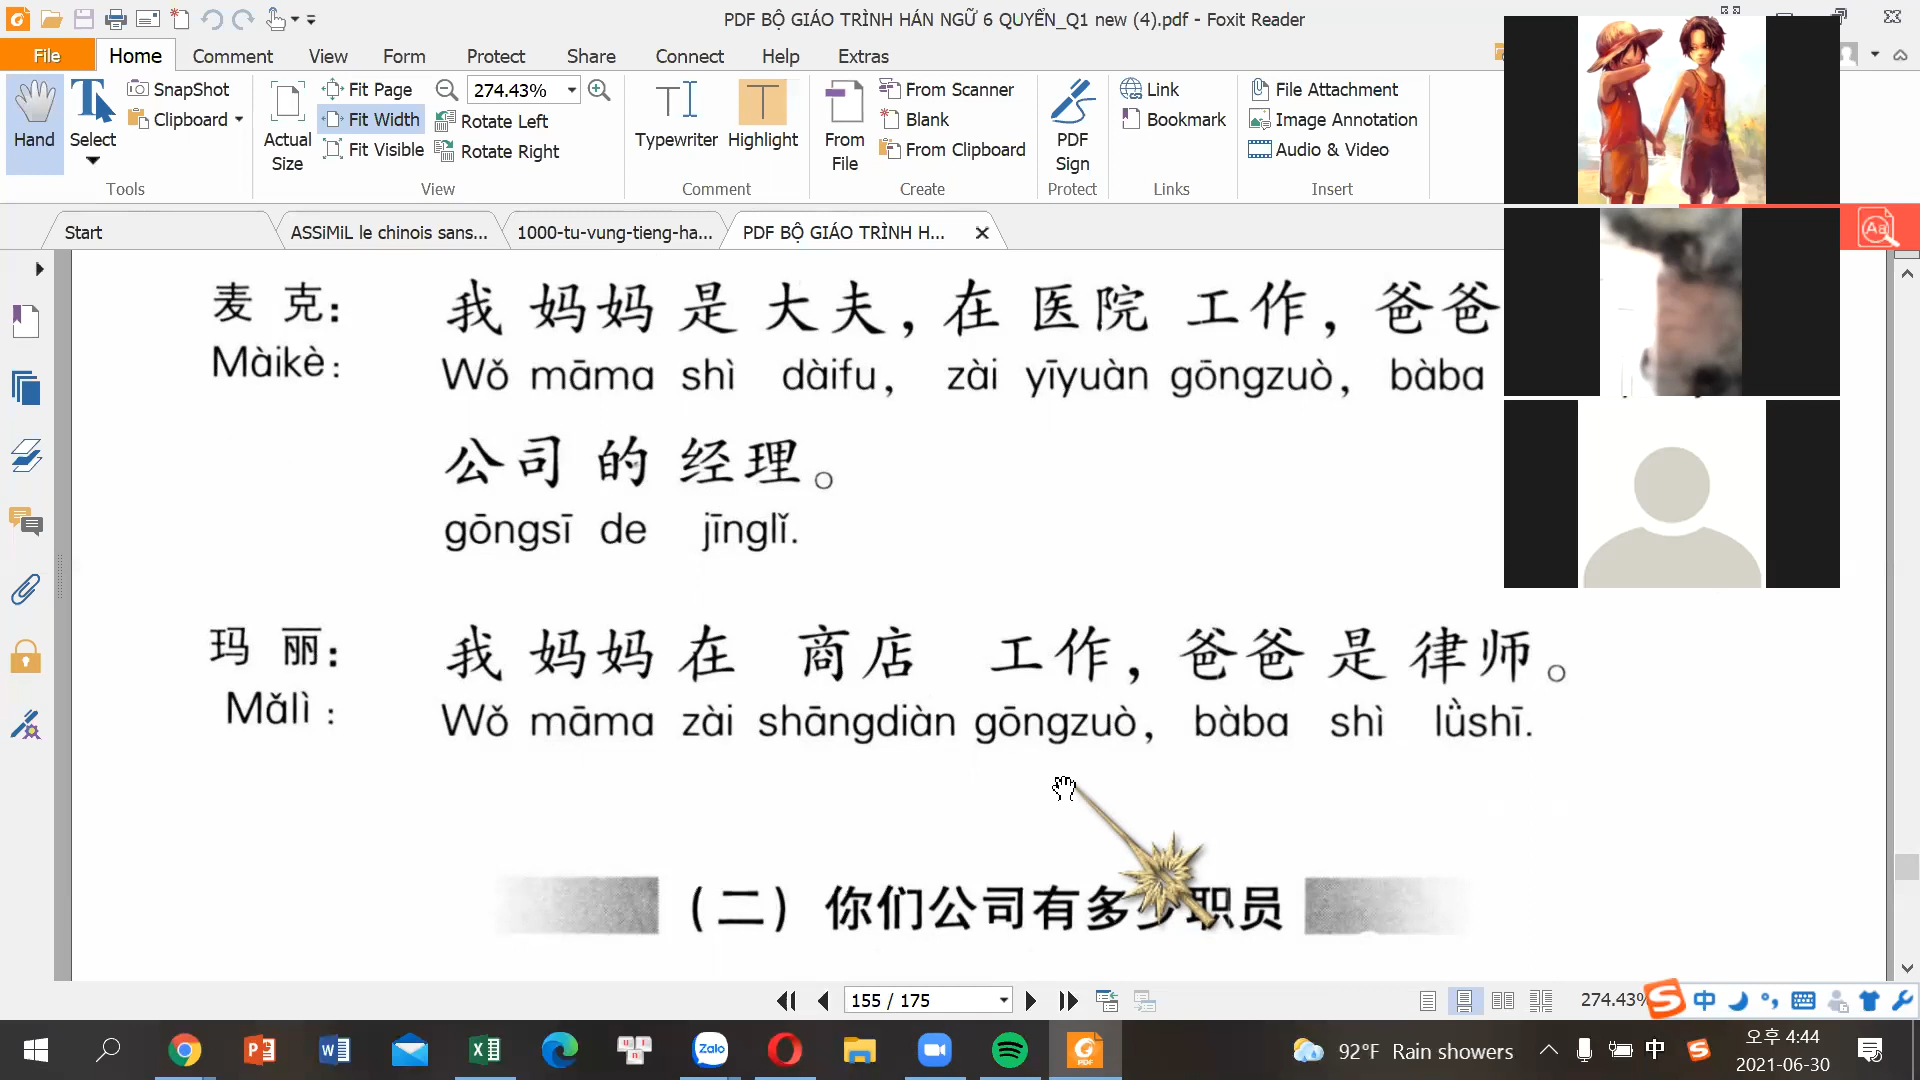 PDF BỘ GIÁO TRÌNH HÁN NGỮ 6 QUYỂN_Q1 new (4).pdf - Foxit Reader
File Home Comment View Form Protect Share Connect Help Extras
Hand
Select
SnapShot
Clipboard
Tools
Actual Size
Fit Page
Fit Width
Fit Visible
274.43%
Rotate Left
Rotate Right
View
Typewriter
Highlight
Comment
From File
From Scanner
Blank
From Clipboard
Create
PDF Sign
Protect
Link
Bookmark
Links
File Attachment
Image Annotation
Audio & Video
Insert
Start
ASSiMiL le chinois sans...
1000-tu-vung-tieng-ha...
PDF BỘ GIÁO TRÌNH H...
麦 克： 我 妈妈 是 大夫，在 医院 工作，爸爸
Màikè: Wǒ māma shì dàifu, zài yīyuàn gōngzuò, bàba
公司 的 经理。
gōngsī de jīnglǐ.
玛 丽： 我 妈妈 在 商店 工作，爸爸 是 律师。
Mǎlì : Wǒ māma zài shāngdiàn gōngzuò, bàba shì lǜshī.
（二）你们公司有多少职员
155 / 175
274.43%
中
Zalo
92°F Rain showers
中
오후 4:44
2021-06-30